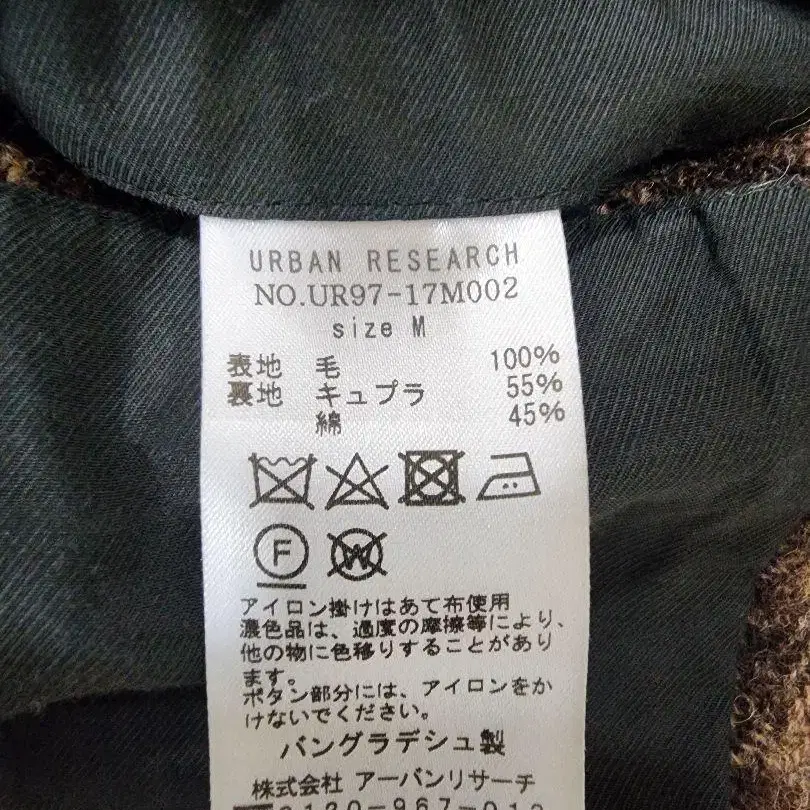 URBAN RESEARCH
NO.UR97-17M002
size M
表地 毛 100%
裏地 キュプラ 55%
綿 45%
F
W
アイロン掛けはあて布使用
濃色品は、過度の摩擦等により、
他の物に色移りすることがあり
ます。
ボタン部分には、アイロンをか
けないでください。
バングラデシュ製
株式会社 アーバンリサーチ